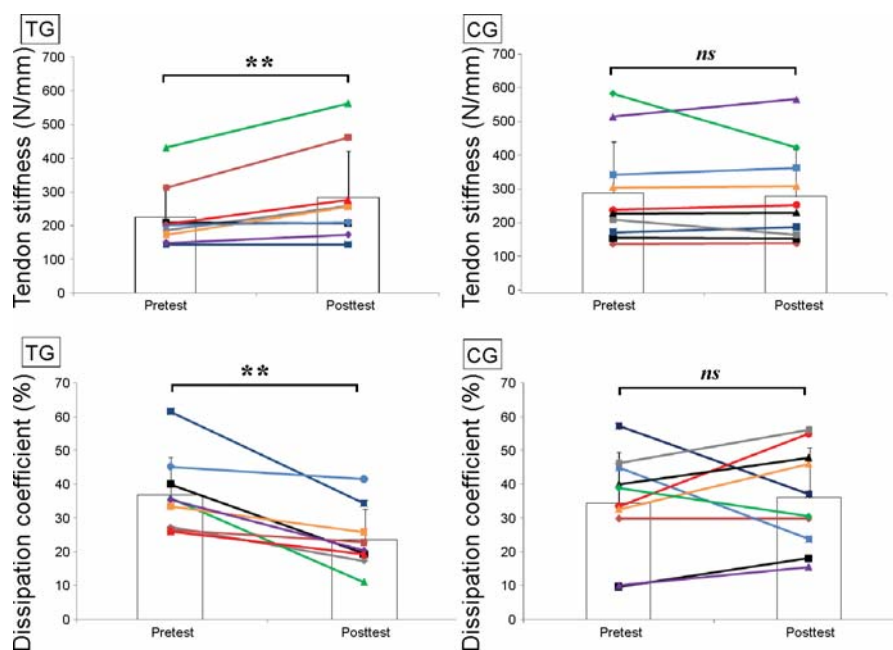 TG
Tendon stiffness (N/mm)
700
600
500
400
300
200
100
0
**
Pretest
Posttest
CG
Tendon stiffness (N/mm)
700
600
500
400
300
200
100
0
ns
Pretest
Posttest
TG
Dissipation coefficient (%)
70
60
50
40
30
20
10
0
**
Pretest
Posttest
CG
Dissipation coefficient (%)
70
60
50
40
30
20
10
0
ns
Pretest
Posttest